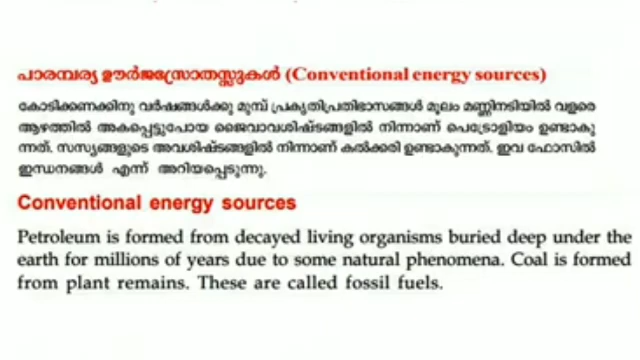 പാരമ്പര്യ ഊർജസ്രോതസ്സുകൾ (Conventional energy sources)
കോടിക്കണക്കിനു വർഷങ്ങൾക്കു മുമ്പ് പ്രകൃതിപ്രതിഭാസങ്ങൾ മൂലം മണ്ണിനടിയിൽ വളരെ
ആഴത്തിൽ അകപ്പെട്ടുപോയ ജൈവാവശിഷ്ടങ്ങളിൽ നിന്നാണ് പെട്രോളിയം ഉണ്ടാകു
ന്നത്. സസ്യങ്ങളുടെ അവശിഷ്ടങ്ങളിൽ നിന്നാണ് കൽക്കരി ഉണ്ടാകുന്നത്. ഇവ ഫോസിൽ
ഇന്ധനങ്ങൾ എന്ന് അറിയപ്പെടുന്നു.
Conventional energy sources
Petroleum is formed from decayed living organisms buried deep under the
earth for millions of years due to some natural phenomena. Coal is formed
from plant remains. These are called fossil fuels.